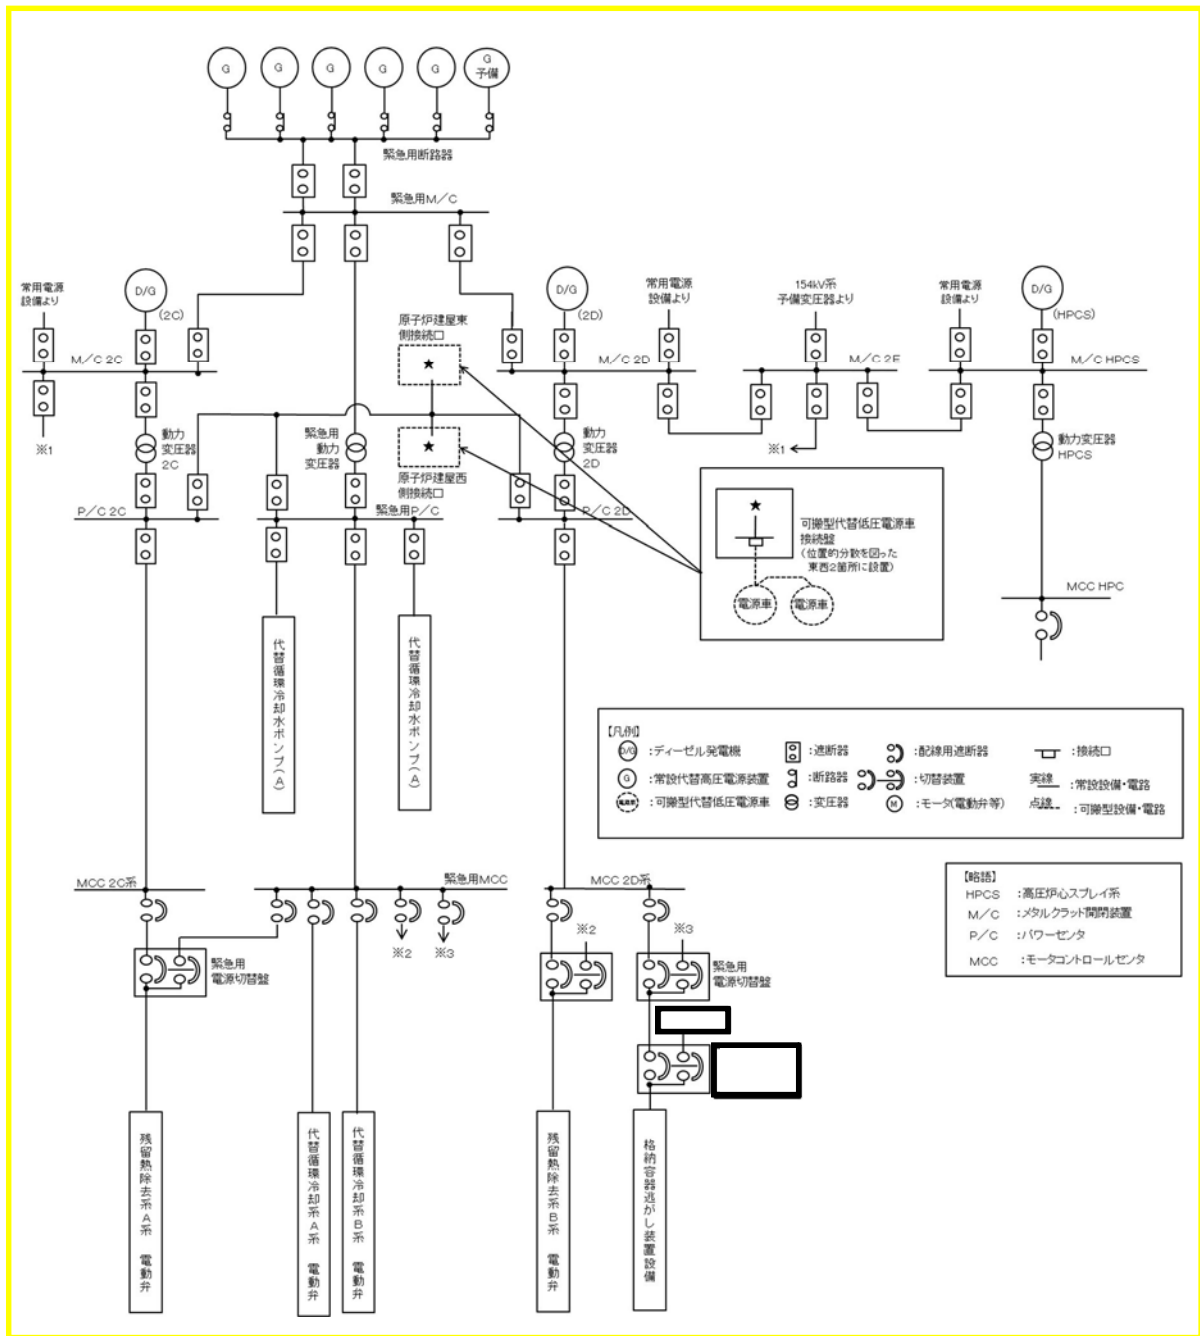 G
G
G
G
G
G
予備
緊急用断路器
緊急用M/C
常用電源
設備より
D/G
(2C)
M/C 2C
※1
動力
変圧器
2C
P/C 2C
原子炉建屋東
側接続口
★
★
原子炉建屋西
側接続口
緊急用
動力
変圧器
緊急用P/C
D/G
(2D)
M/C 2D
動力
変圧器
2D
P/C 2D
常用電源
設備より
154kV系
予備変圧器より
M/C 2E
※1
常用電源
設備より
D/G
(HPCS)
M/C HPCS
動力変圧器
HPCS
MCC HPC
★
可搬型代替低圧電源車
接続盤
(位置的分散を図った
東西2箇所に設置)
電源車
電源車
代替循環冷却水ポンプ(A)
代替循環冷却水ポンプ(A)
【凡例】
D/G :ディーゼル発電機
:遮断器
:配線用遮断器
:接続口
G :常設代替高圧電源装置
:断路器
:切替装置
実線 :常設設備・電路
電源車 :可搬型代替低圧電源車
:変圧器
M :モータ(電動弁等)
点線 :可搬型設備・電路
【略語】
HPCS :高圧炉心スプレイ系
M/C :メタルクラッド開閉装置
P/C :パワーセンタ
MCC :モータコントロールセンタ
MCC 2C系
緊急用MCC
MCC 2D系
※2
※3
※2
※3
緊急用
電源切替盤
緊急用
電源切替盤
残留熱除去系A系 電動弁
代替循環冷却系A系 電動弁
代替循環冷却系B系 電動弁
残留熱除去系B系 電動弁
格納容器逃がし装置設備